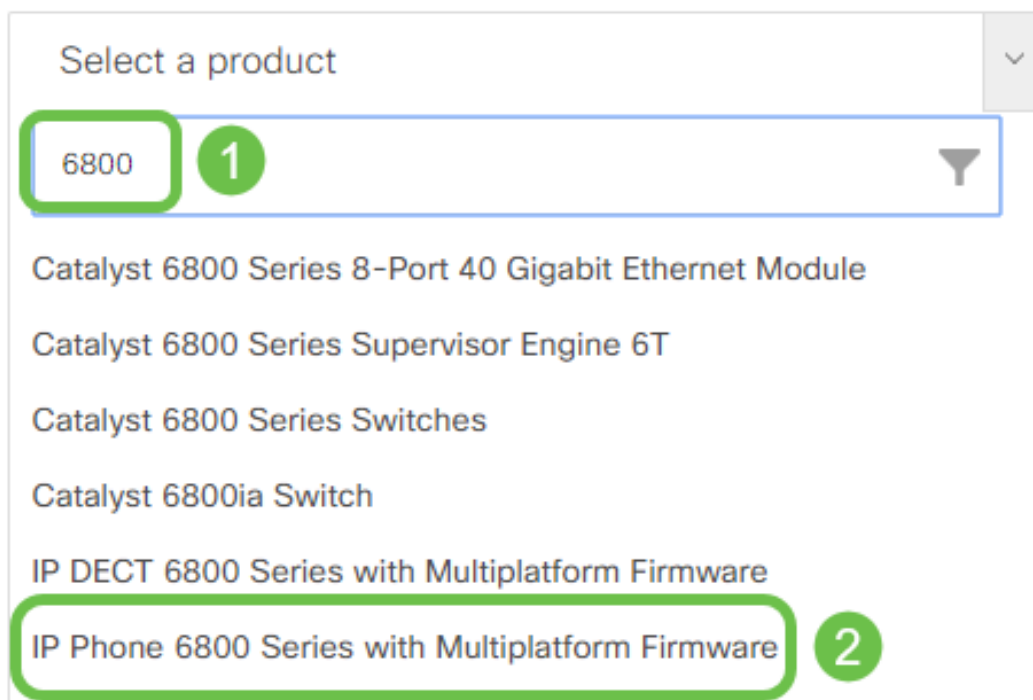 Select a product
6800
1
Catalyst 6800 Series 8-Port 40 Gigabit Ethernet Module
Catalyst 6800 Series Supervisor Engine 6T
Catalyst 6800 Series Switches
Catalyst 6800ia Switch
IP DECT 6800 Series with Multiplatform Firmware
IP Phone 6800 Series with Multiplatform Firmware
2